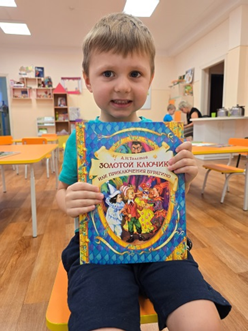 А.Н. Толстой
ЗОЛОТОЙ КЛЮЧИК,
ИЛИ ПРИКЛЮЧЕНИЯ БУРАТИНО